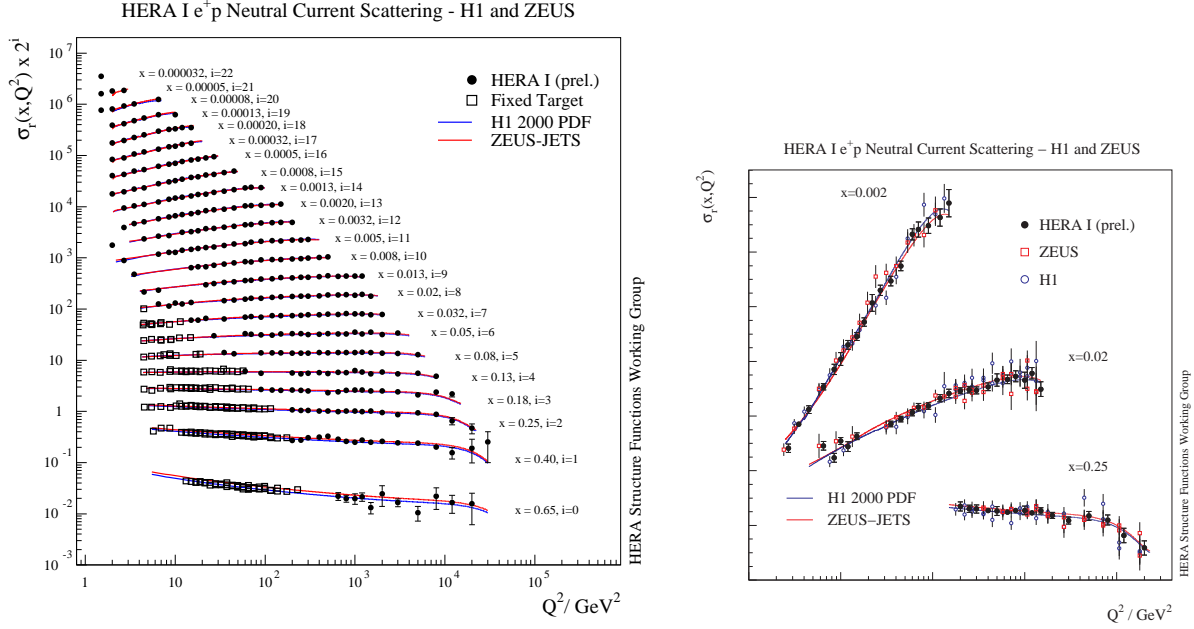 HERA I e⁺p Neutral Current Scattering - H1 and ZEUS
σr(x,Q²) x 2ⁱ
10⁷
10⁶
10⁵
10⁴
10³
10²
10
1
10⁻¹
10⁻²
10⁻³
x = 0.000032, i=22
x = 0.00005, i=21
x = 0.00008, i=20
x = 0.00013, i=19
x = 0.00020, i=18
x = 0.00032, i=17
x = 0.0005, i=16
x = 0.0008, i=15
x = 0.0013, i=14
x = 0.0020, i=13
x = 0.0032, i=12
x = 0.005, i=11
x = 0.008, i=10
x = 0.013, i=9
x = 0.02, i=8
x = 0.032, i=7
x = 0.05, i=6
x = 0.08, i=5
x = 0.13, i=4
x = 0.18, i=3
x = 0.25, i=2
x = 0.40, i=1
x = 0.65, i=0
HERA I (prel.)
Fixed Target
H1 2000 PDF
ZEUS-JETS
1 10 10² 10³ 10⁴ 10⁵
Q²/ GeV²
HERA Structure Functions Working Group
HERA I e⁺p Neutral Current Scattering – H1 and ZEUS
σr(x,Q²)
x=0.002
HERA I (prel.)
ZEUS
H1
x=0.02
x=0.25
H1 2000 PDF
ZEUS–JETS
Q²/ GeV²
HERA Structure Functions Working Group